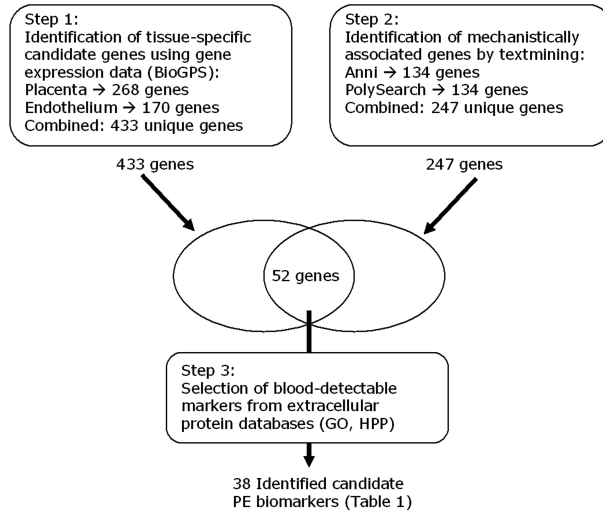 Step 1:
Identification of tissue-specific
candidate genes using gene
expression data (BioGPS):
Placenta → 268 genes
Endothelium → 170 genes
Combined: 433 unique genes
Step 2:
Identification of mechanistically
associated genes by textmining:
Anni → 134 genes
PolySearch → 134 genes
Combined: 247 unique genes
433 genes
247 genes
52 genes
Step 3:
Selection of blood-detectable
markers from extracellular
protein databases (GO, HPP)
38 Identified candidate
PE biomarkers (Table 1)